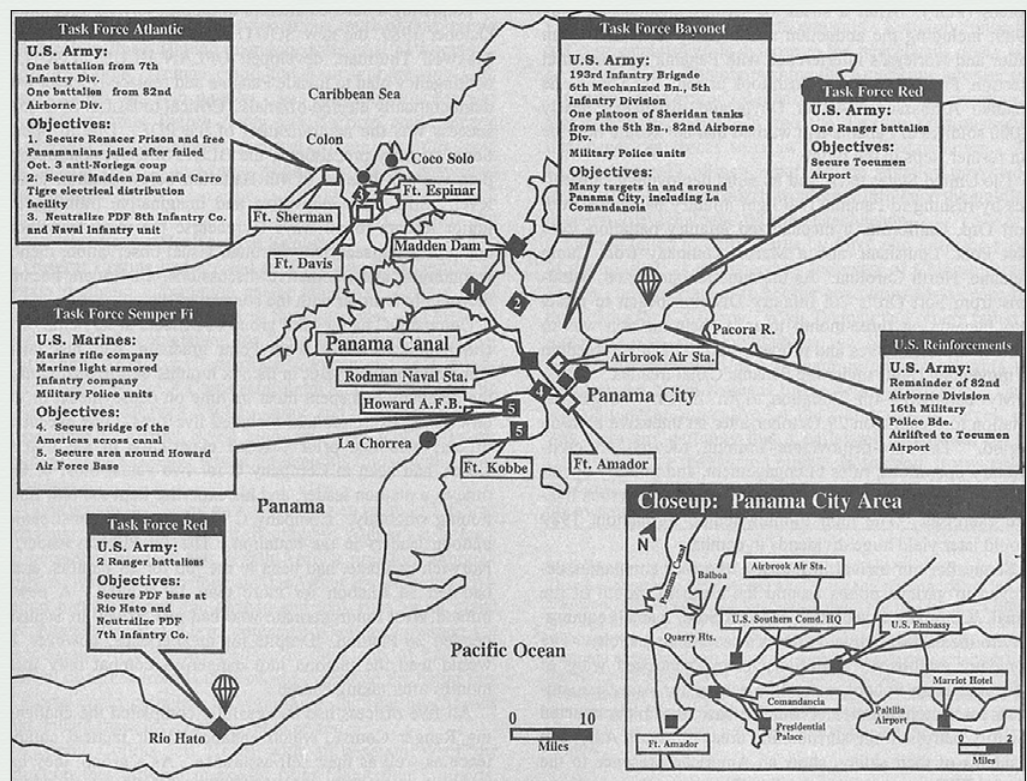 Task Force Atlantic
U.S. Army:
One battalion from 7th
Infantry Div.
One battalion from 82nd
Airborne Div.
Objectives:
1. Secure Renacer Prison and free
Panamanians jailed after failed
Oct. 3 anti-Noriega coup
2. Secure Madden Dam and Carro
Tigre electrical distribution
facility
3. Neutralize PDF 8th Infantry Co.
and Naval Infantry unit
Task Force Bayonet
U.S. Army:
193rd Infantry Brigade
6th Mechanized Bn., 5th
Infantry Division
One platoon of Sheridan tanks
from the 8th Bn., 82nd Airborne
Div.
Military Police units
Objectives:
Many targets in and around
Panama City, including La
Comandancia
Task Force Red
U.S. Army:
One Ranger battalion
Objectives:
Secure Tocumen
Airport
Caribbean Sea
Colon
Coco Solo
Ft. Espinar
Ft. Sherman
Ft. Davis
Madden Dam
1
2
Panama Canal
Rodman Naval Sta.
Howard A.F.B.
La Chorrea
5
5
4
Ft. Kobbe
Ft. Amador
Airbrook Air Sta.
Panama City
Pacora R.
Task Force Semper Fi
U.S. Marines:
Marine rifle company
Marine light armored
Infantry company
Military Police units
Objectives:
4. Secure bridge of the
Americas across canal
5. Secure area around Howard
Air Force Base
U.S. Reinforcements
U.S. Army:
Remainder of 82nd
Airborne Division
16th Military
Police Bde.
Airlifted to Tocumen
Airport
Panama
Task Force Red
U.S. Army:
2 Ranger Battalions
Objectives:
Secure PDF base at
Rio Hato and
Neutralize PDF
7th Infantry Co.
Rio Hato
Pacific Ocean
0 10
Miles
Closeup: Panama City Area
N
Panama Canal
Balboa
Airbrook Air Sta.
Quarry Hts.
U.S. Southern Comd. HQ
U.S. Embassy
Marriot Hotel
Comandancia
Presidential
Palace
Paltilla
Airport
Ft. Amador
0 2
Miles